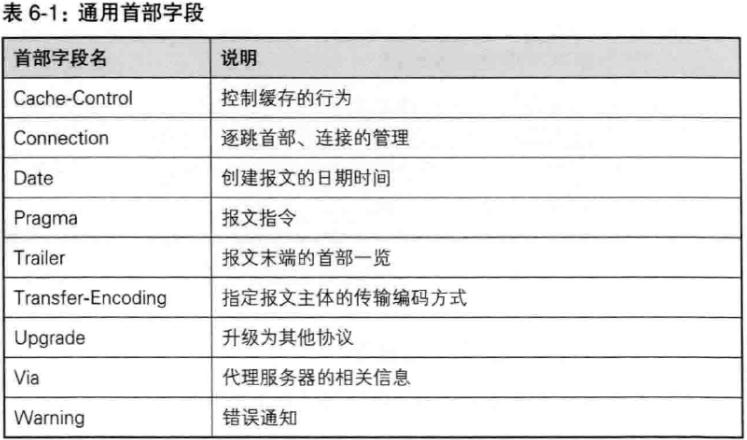 表 6-1：通用首部字段
首部字段名 说明
Cache-Control 控制缓存的行为
Connection 逐跳首部、连接的管理
Date 创建报文的日期时间
Pragma 报文指令
Trailer 报文末端的首部一览
Transfer-Encoding 指定报文主体的传输编码方式
Upgrade 升级为其他协议
Via 代理服务器的相关信息
Warning 错误通知